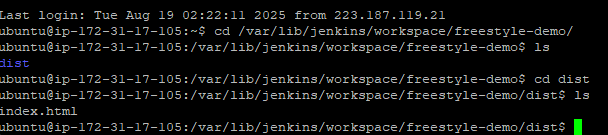 Last login: Tue Aug 19 02:22:11 2025 from 223.187.119.21
ubuntu@ip-172-31-17-105:~$ cd /var/lib/jenkins/workspace/freestyle-demo/
ubuntu@ip-172-31-17-105:/var/lib/jenkins/workspace/freestyle-demo$ ls
dist
ubuntu@ip-172-31-17-105:/var/lib/jenkins/workspace/freestyle-demo$ cd dist
ubuntu@ip-172-31-17-105:/var/lib/jenkins/workspace/freestyle-demo/dist$ ls
index.html
ubuntu@ip-172-31-17-105:/var/lib/jenkins/workspace/freestyle-demo/dist$